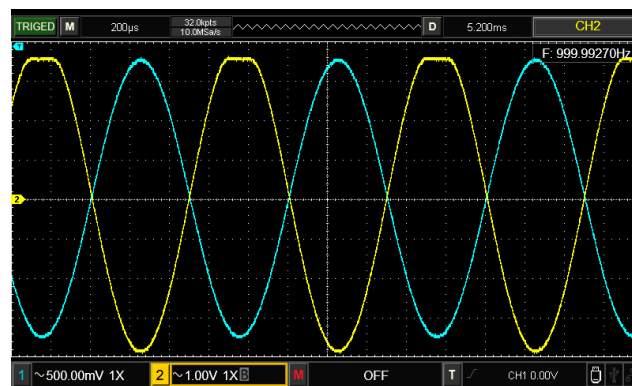 TRIGED M 200μs 32.0kpts D 5.200ms CH2
10.0MSa/s
T F: 999.99270Hz
2
1 ~500.00mV 1X 2 ~1.00V 1X B M OFF T CH1 0.00V